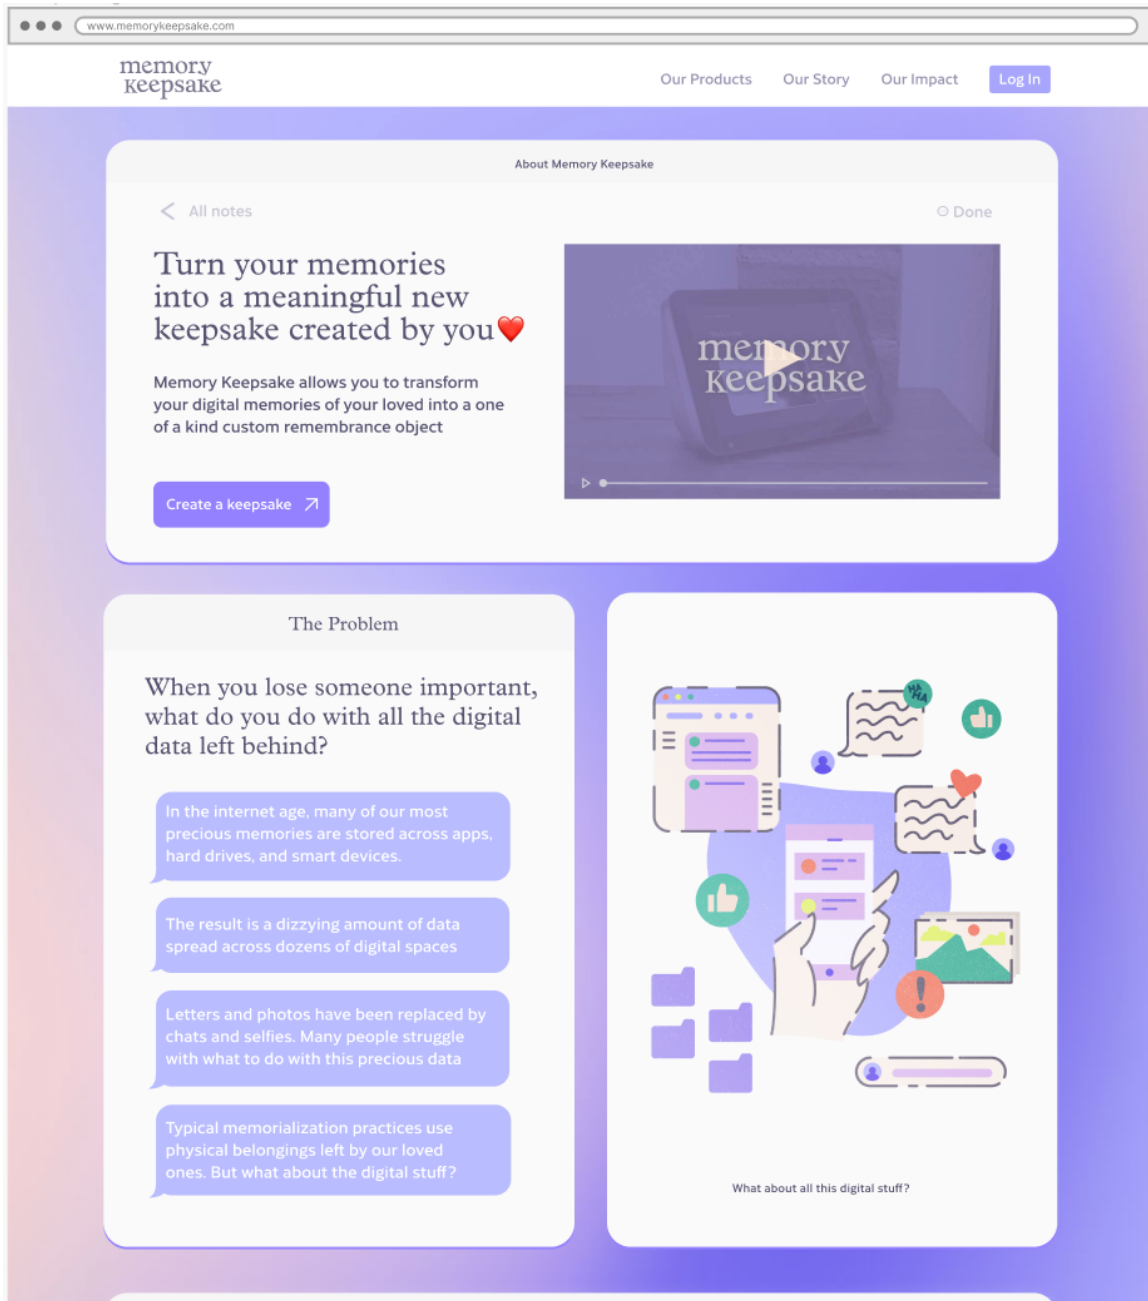 www.memorykeepsake.com
memory
Keepsake
Our Products
Our Story
Our Impact
Log In
About Memory Keepsake
All notes
Done
Turn your memories
into a meaningful new
keepsake created by you❤️
Memory Keepsake allows you to transform
your digital memories of your loved into a one
of a kind custom remembrance object
Create a keepsake
memory
Keepsake
The Problem
When you lose someone important,
what do you do with all the digital
data left behind?
In the internet age, many of our most
precious memories are stored across apps,
hard drives, and smart devices.
The result is a dizzying amount of data
spread across dozens of digital spaces
Letters and photos have been replaced by
chats and selfies. Many people struggle
with what to do with this precious data
Typical memorialization practices use
physical belongings left by our loved
ones. But what about the digital stuff?
HA
HA
What about all this digital stuff?